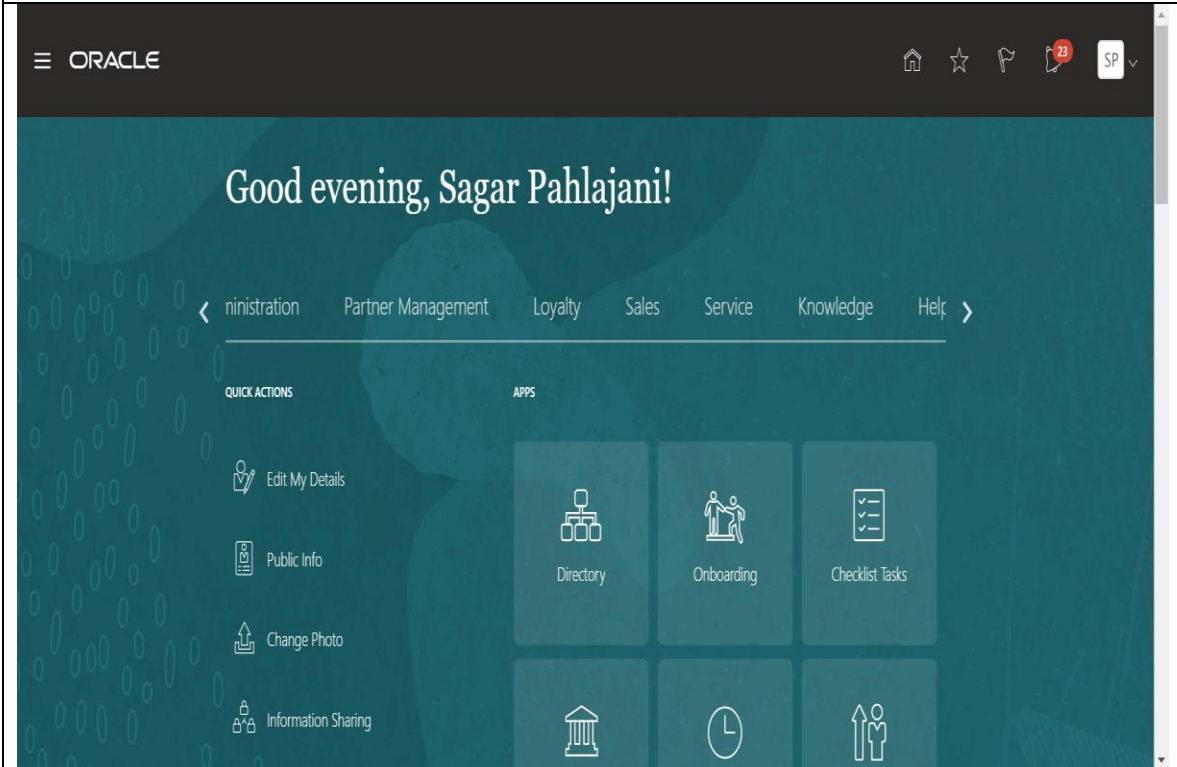 ORACLE
23
SP
Good evening, Sagar Pahlajani!
ninistration Partner Management Loyalty Sales Service Knowledge Help
QUICK ACTIONS
APPS
Edit My Details
Public Info
Change Photo
Information Sharing
Directory
Onboarding
Checklist Tasks